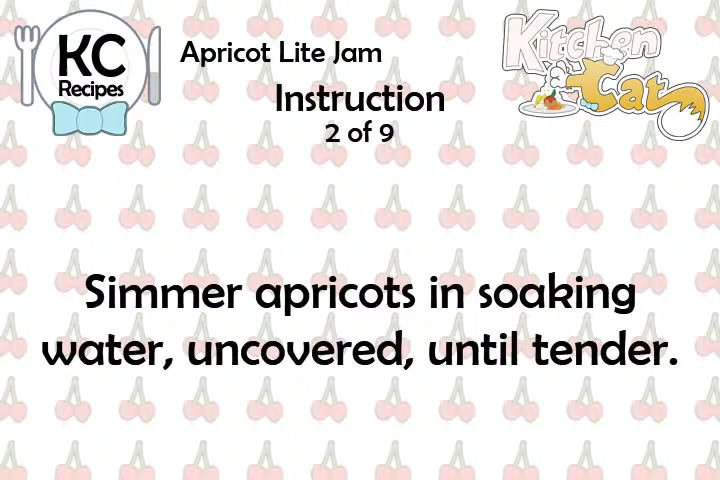 KC
Recipes
Apricot Lite Jam
Instruction
2 of 9
Kitchen
Cat
Simmer apricots in soaking
water, uncovered, until tender.